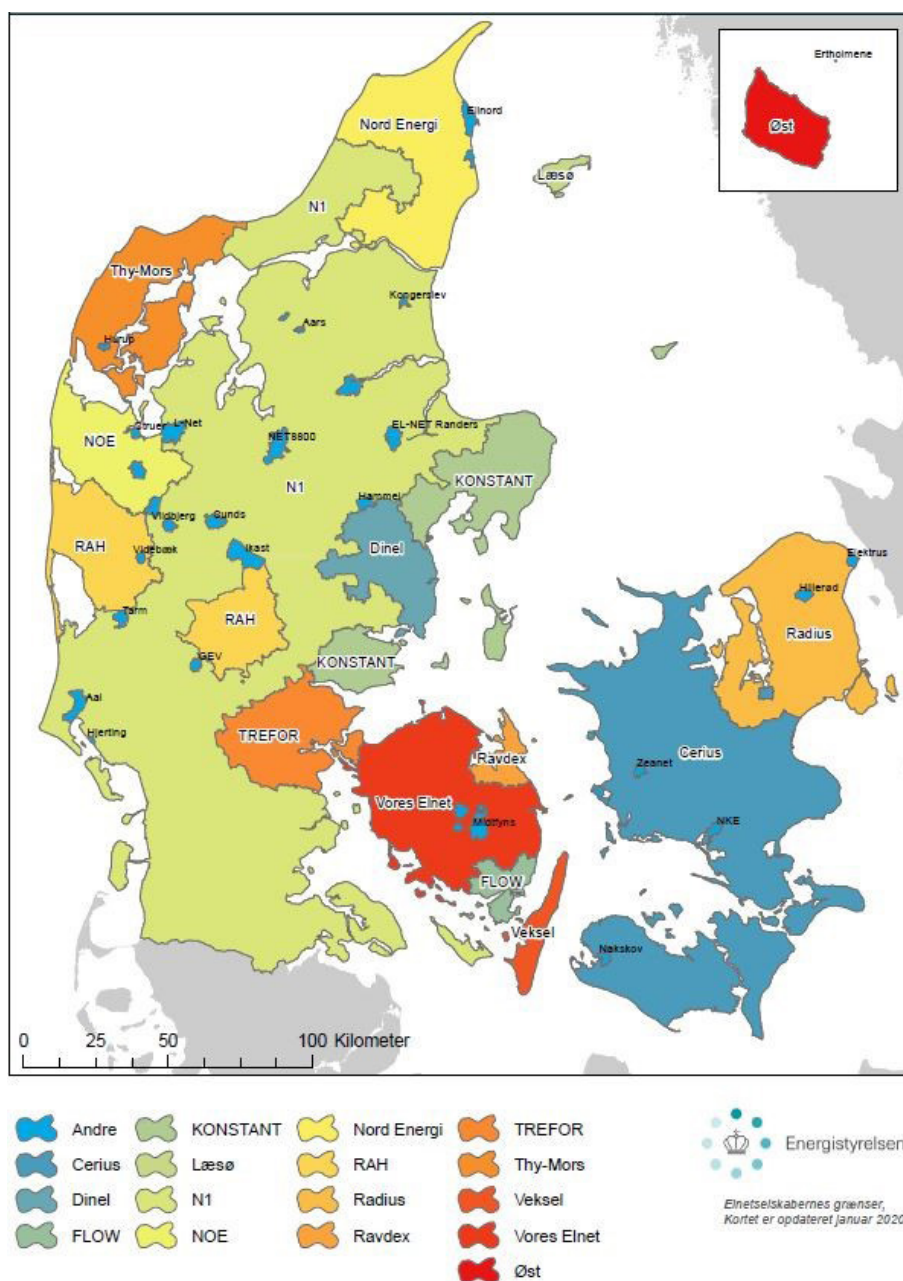 Ertholmene
Øst
Elnord
Nord Energi
Læsø
N1
Thy-Mors
Kongerslev
Aars
Hurup
Struer
L-Net
NET8800
EL-NET Randers
NOE
KONSTANT
N1
Hammel
Vildbjerg
Sunds
Dinel
RAH
Videbæk
Ikast
Elektrus
Hillerød
Tarm
RAH
Radius
GEV
KONSTANT
Aal
Hjerting
TREFOR
Ravdex
Cerius
Zeanet
Vores Elnet
Midtfyns
NKE
FLOW
Veksel
Nakskov
0 25 50 100 Kilometer
Andre
Cerius
Dinel
FLOW
KONSTANT
Læsø
N1
NOE
Nord Energi
RAH
Radius
Ravdex
TREFOR
Thy-Mors
Veksel
Vores Elnet
Øst
Energistyrelsen
Elnetselskabernes grænser,
Kortet er opdateret januar 2020